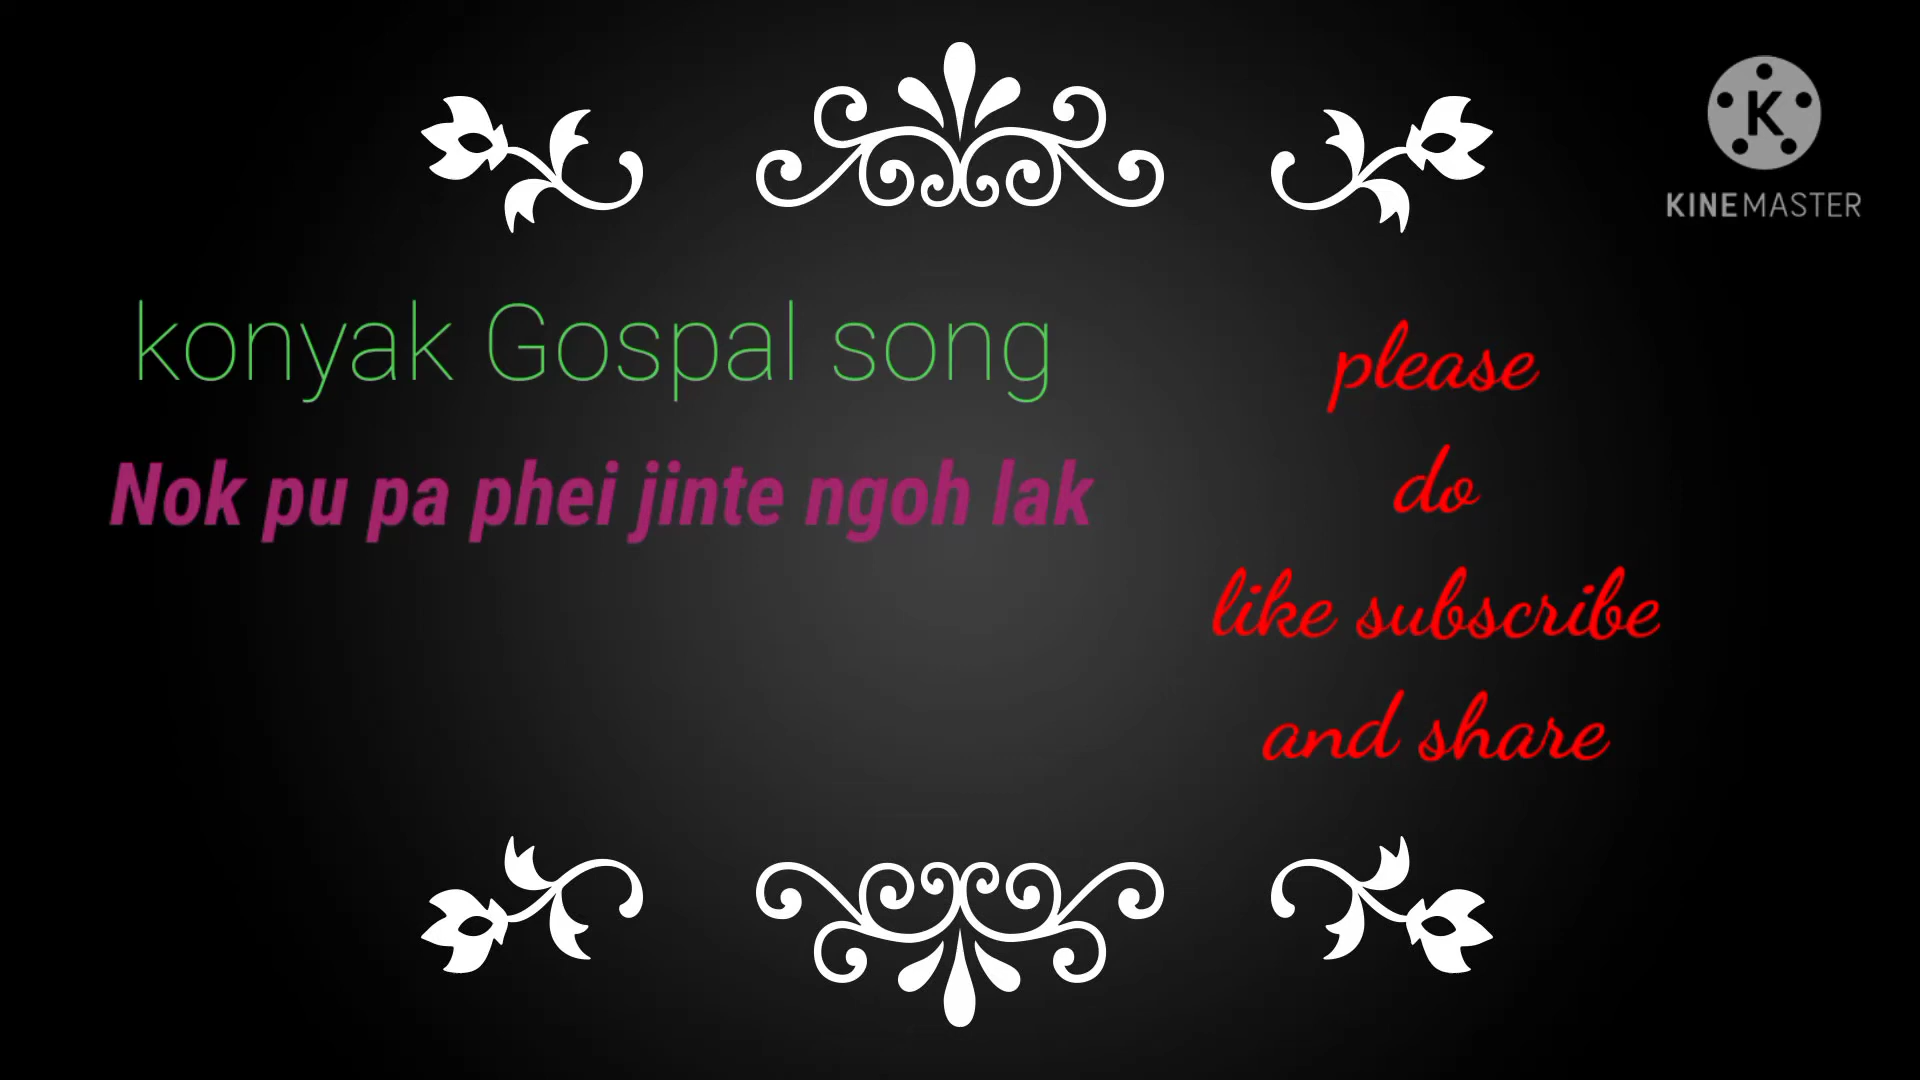 K
KINEMASTER
konyak Gospal song
Nok pu pa phei jinte ngoh lak
please
do
like subscribe
and share